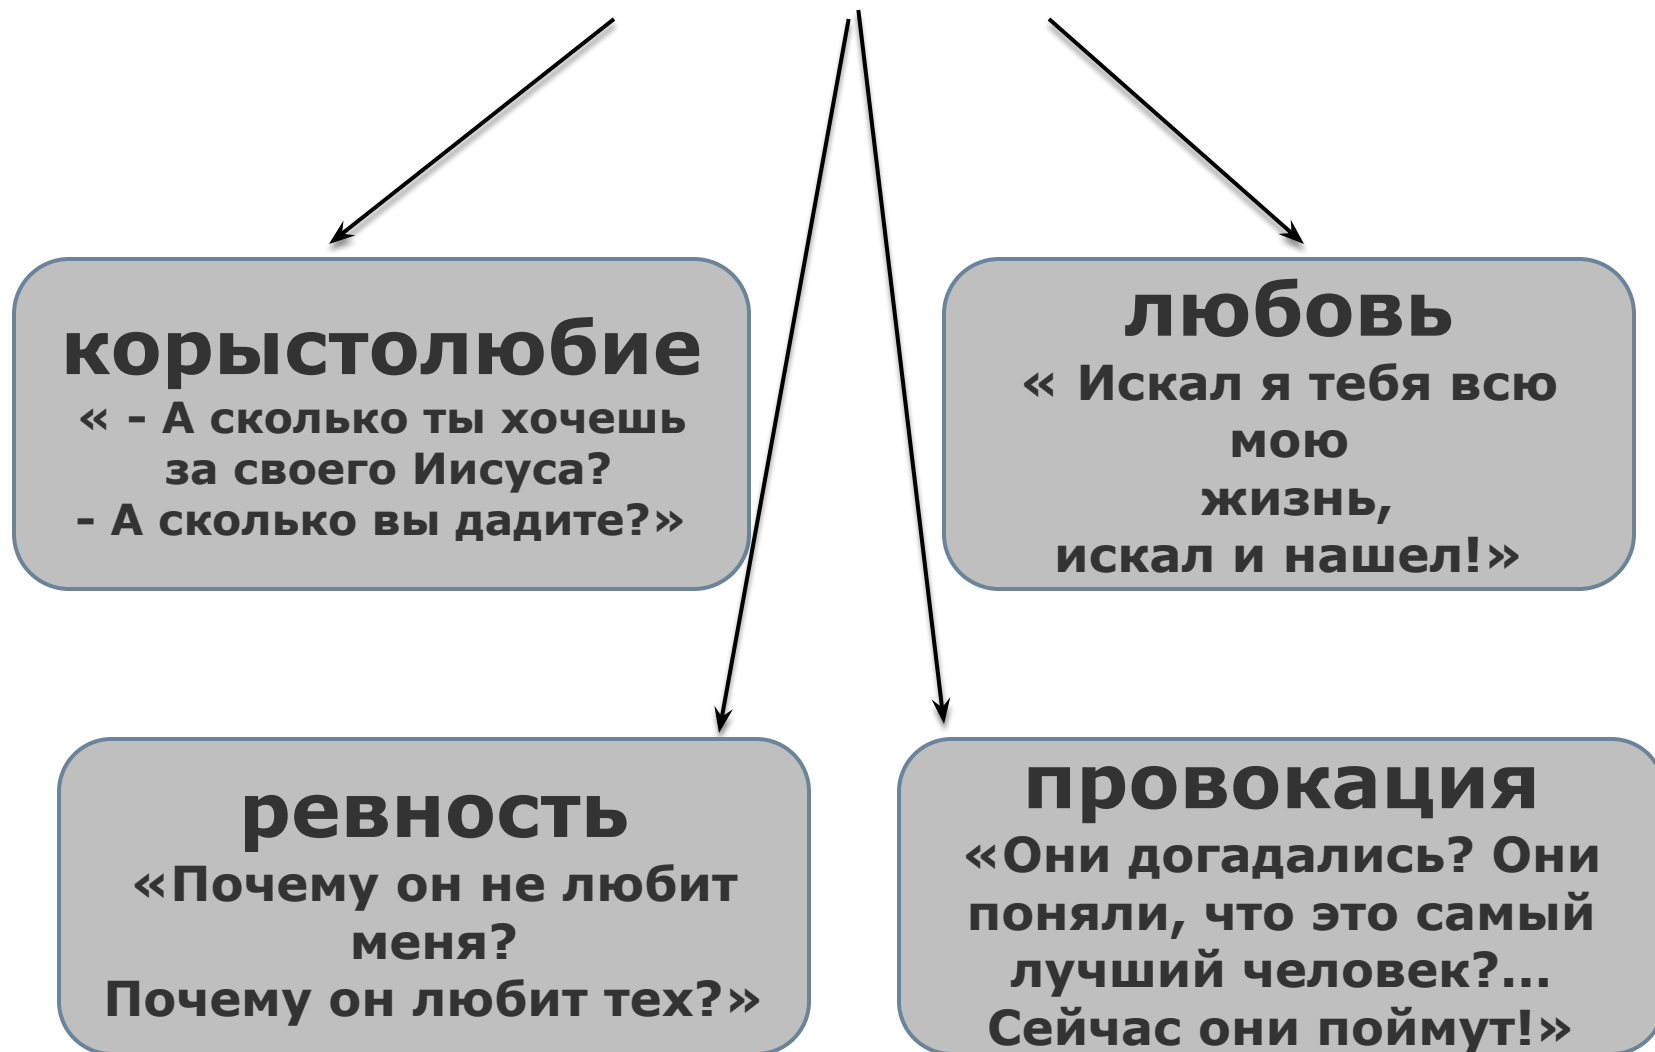 корыстолюбие
« - А сколько ты хочешь
за своего Иисуса?
- А сколько вы дадите?»
любовь
« Искал я тебя всю
мою
жизнь,
искал и нашел!»
ревность
«Почему он не любит
меня?
Почему он любит тех?»
провокация
«Они догадались? Они
поняли, что это самый
лучший человек?...
Сейчас они поймут!»